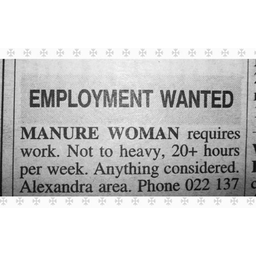 EMPLOYMENT WANTED
MANURE WOMAN requires
work. Not to heavy, 20+ hours
per week. Anything considered.
Alexandra area. Phone 022 137